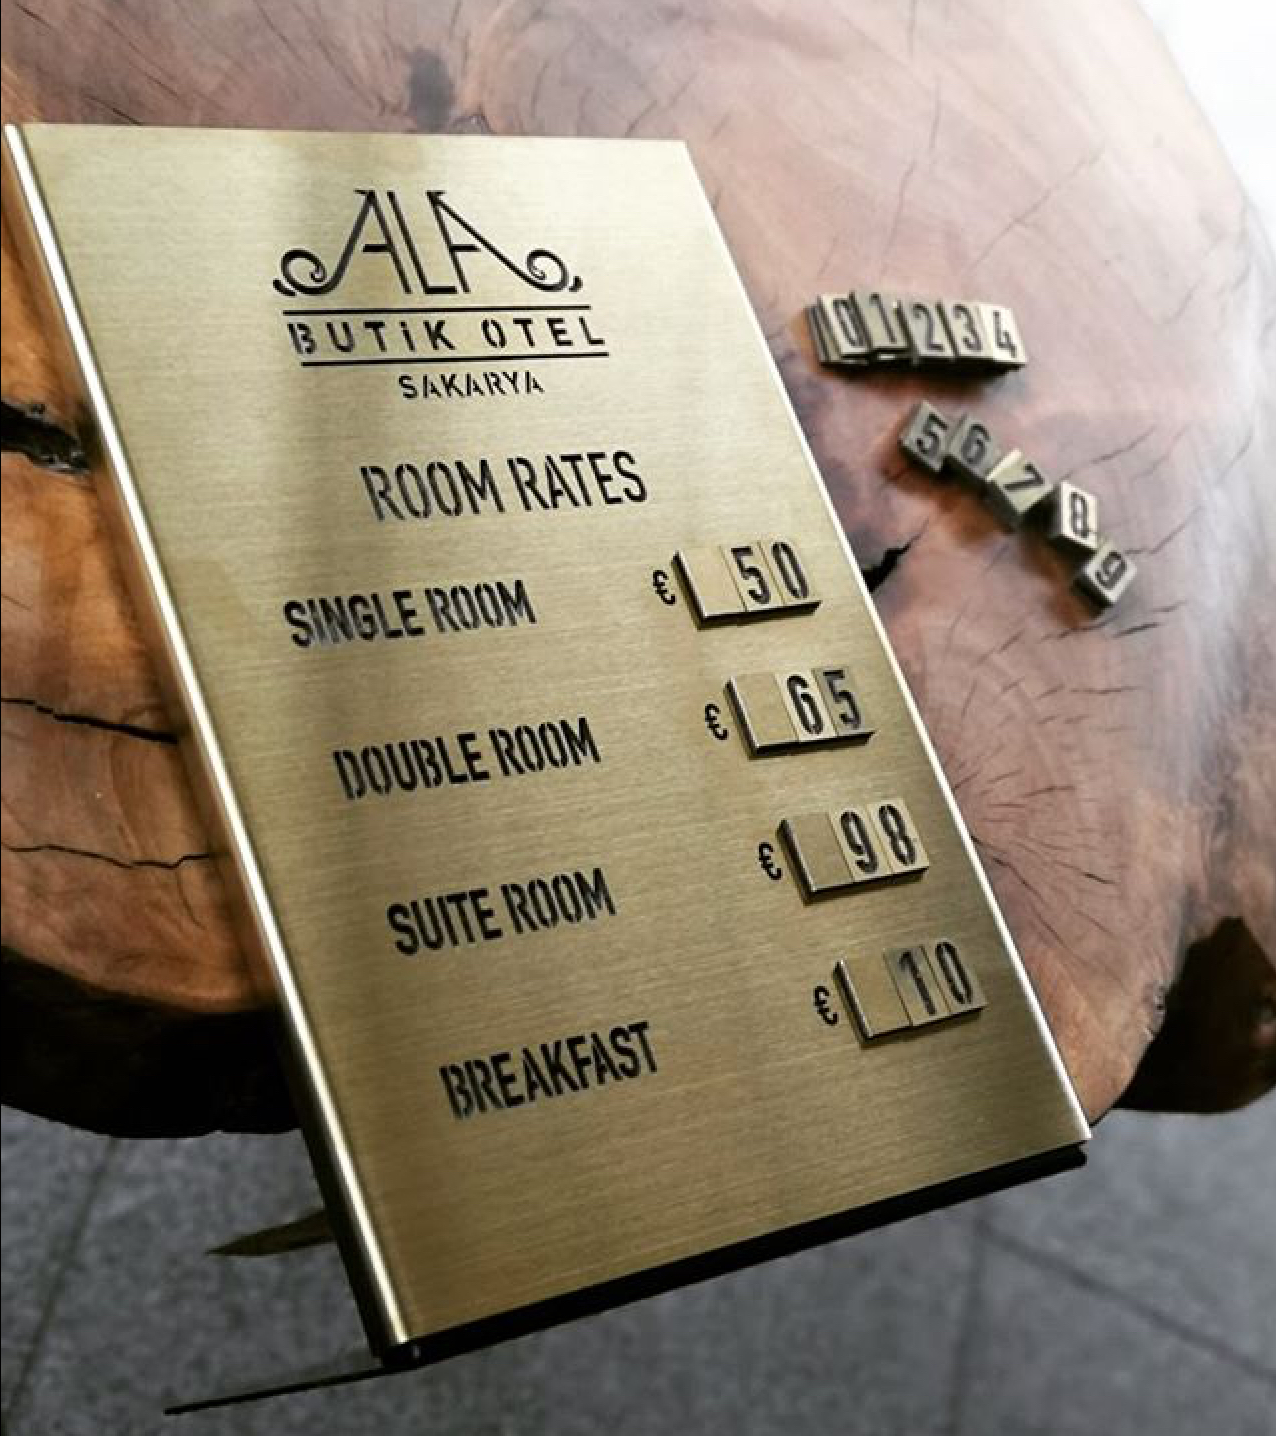 ALA
BUTiK OTEL
SAKARYA
ROOM RATES
SINGLE ROOM € 50
DOUBLE ROOM € 65
SUITE ROOM € 98
BREAKFAST € 10
0 1 2 3 4
5 6 7 8 9